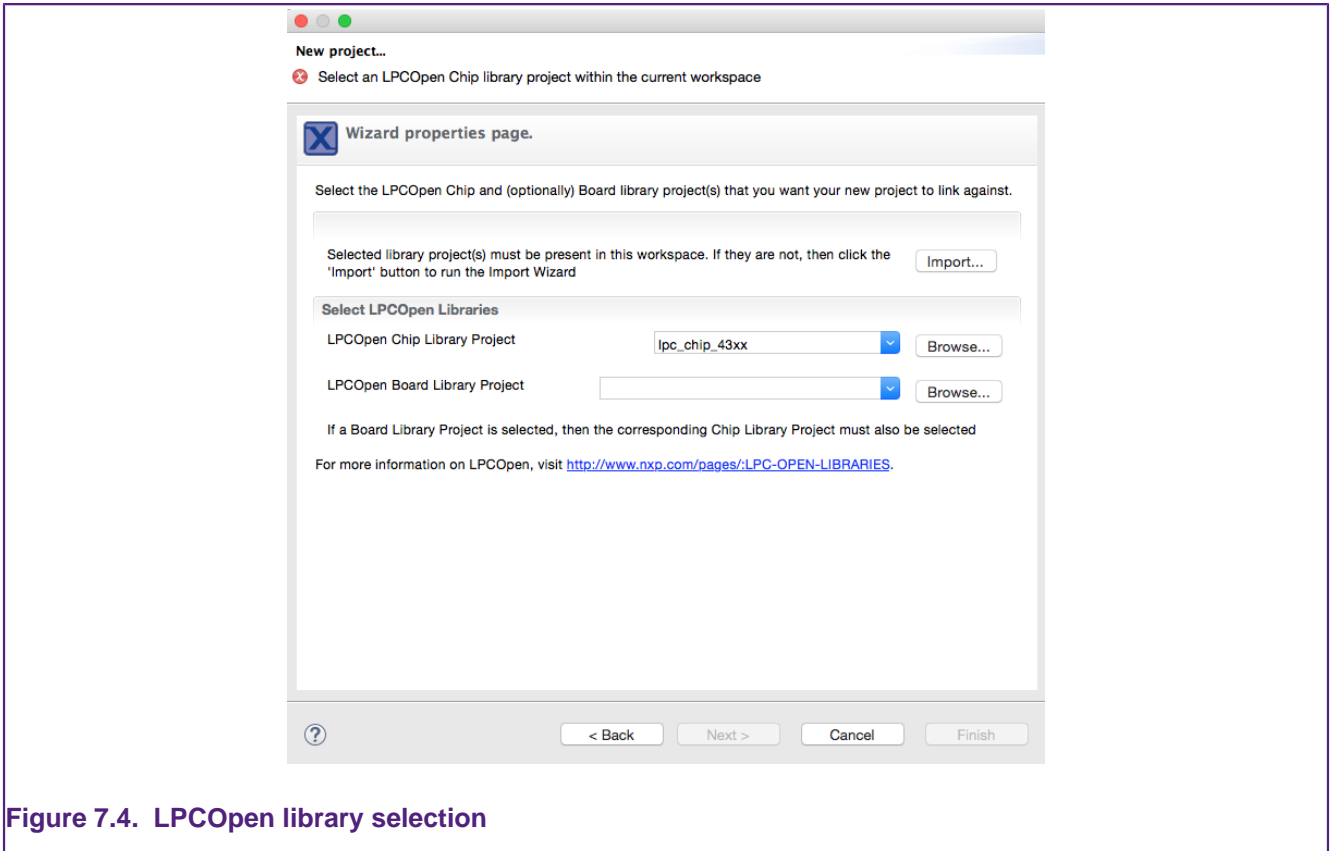 New project...
Select an LPCOpen Chip library project within the current workspace
Wizard properties page.
Select the LPCOpen Chip and (optionally) Board library project(s) that you want your new project to link against.
Selected library project(s) must be present in this workspace. If they are not, then click the
'Import' button to run the Import Wizard
Import...
Select LPCOpen Libraries
LPCOpen Chip Library Project
lpc_chip_43xx
Browse...
LPCOpen Board Library Project
Browse...
If a Board Library Project is selected, then the corresponding Chip Library Project must also be selected
For more information on LPCOpen, visit http://www.nxp.com/pages/:LPC-OPEN-LIBRARIES.
?
< Back
Next >
Cancel
Finish
Figure 7.4. LPCOpen library selection